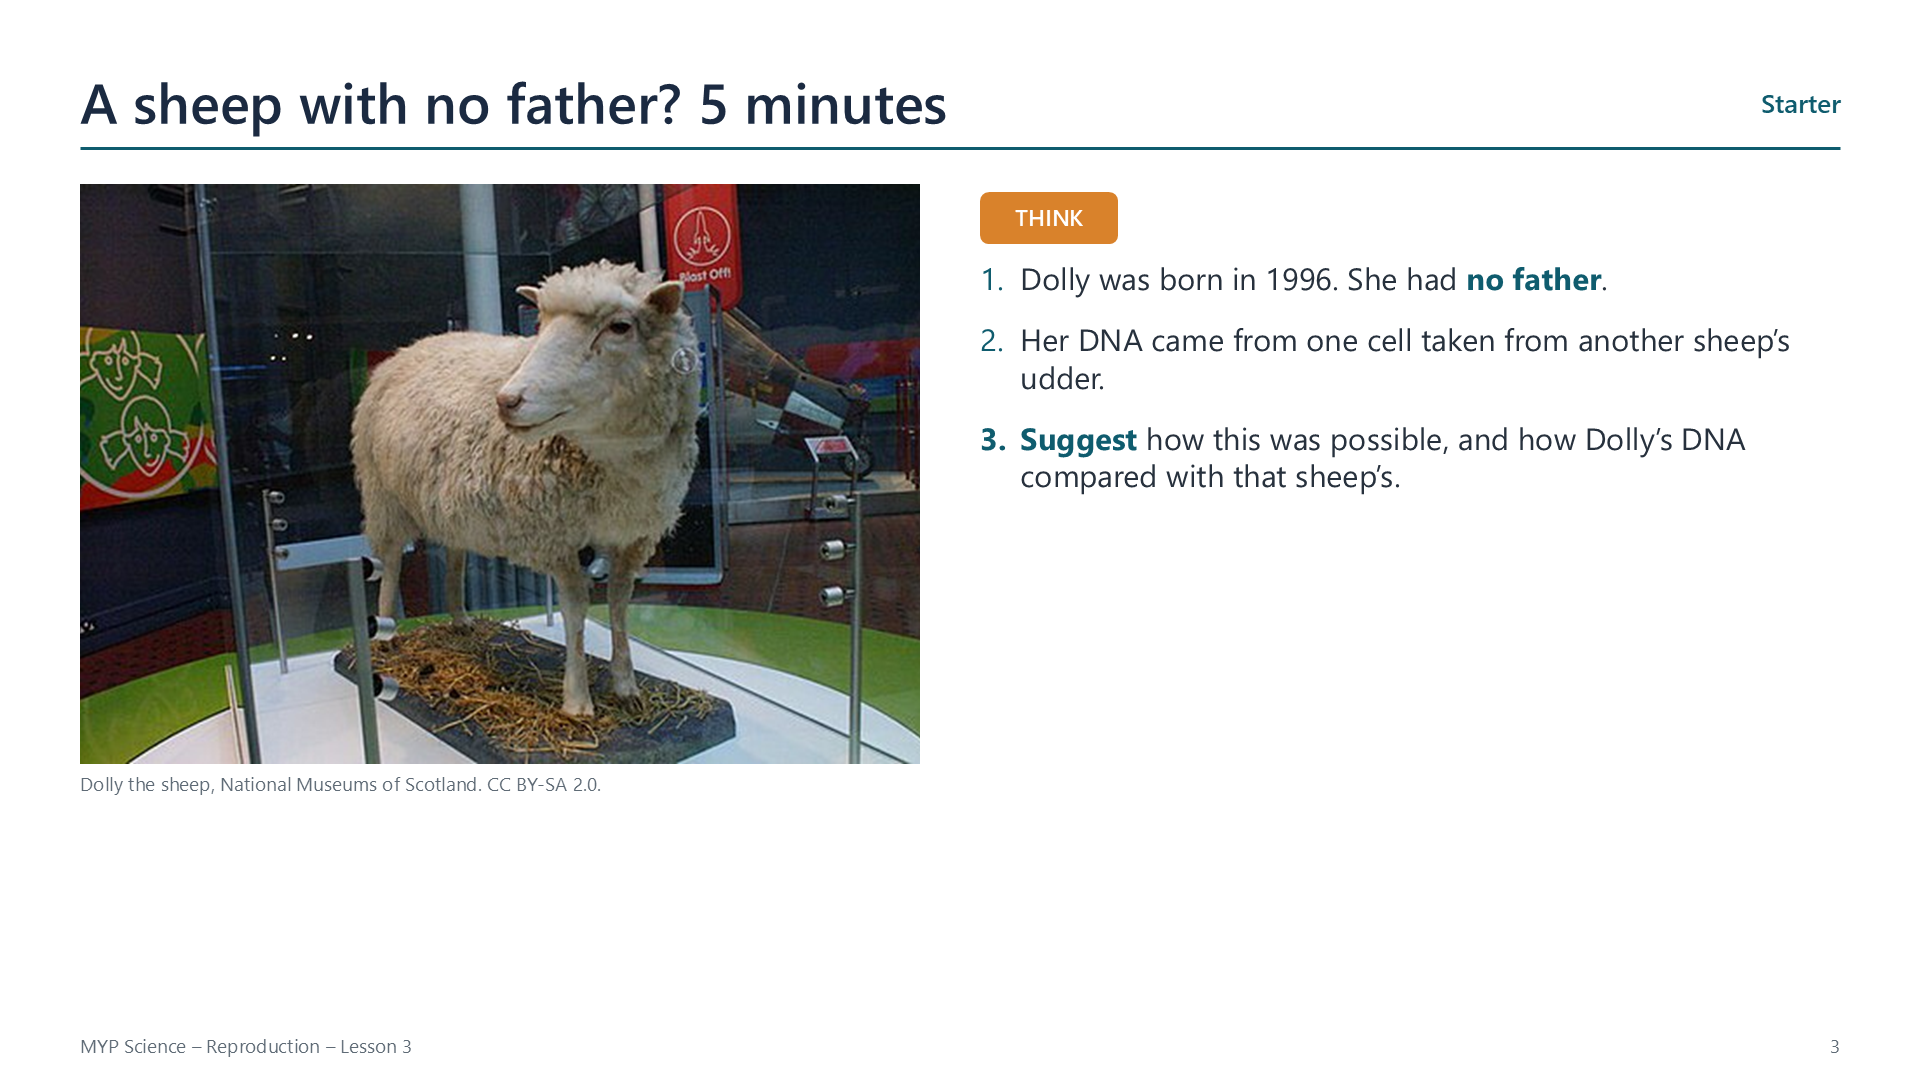 A sheep with no father? 5 minutes
Starter
Blast Off!
THINK
1. Dolly was born in 1996. She had no father.
2. Her DNA came from one cell taken from another sheep’s
udder.
3. Suggest how this was possible, and how Dolly’s DNA
compared with that sheep’s.
Dolly the sheep, National Museums of Scotland. CC BY-SA 2.0.
MYP Science – Reproduction – Lesson 3
3